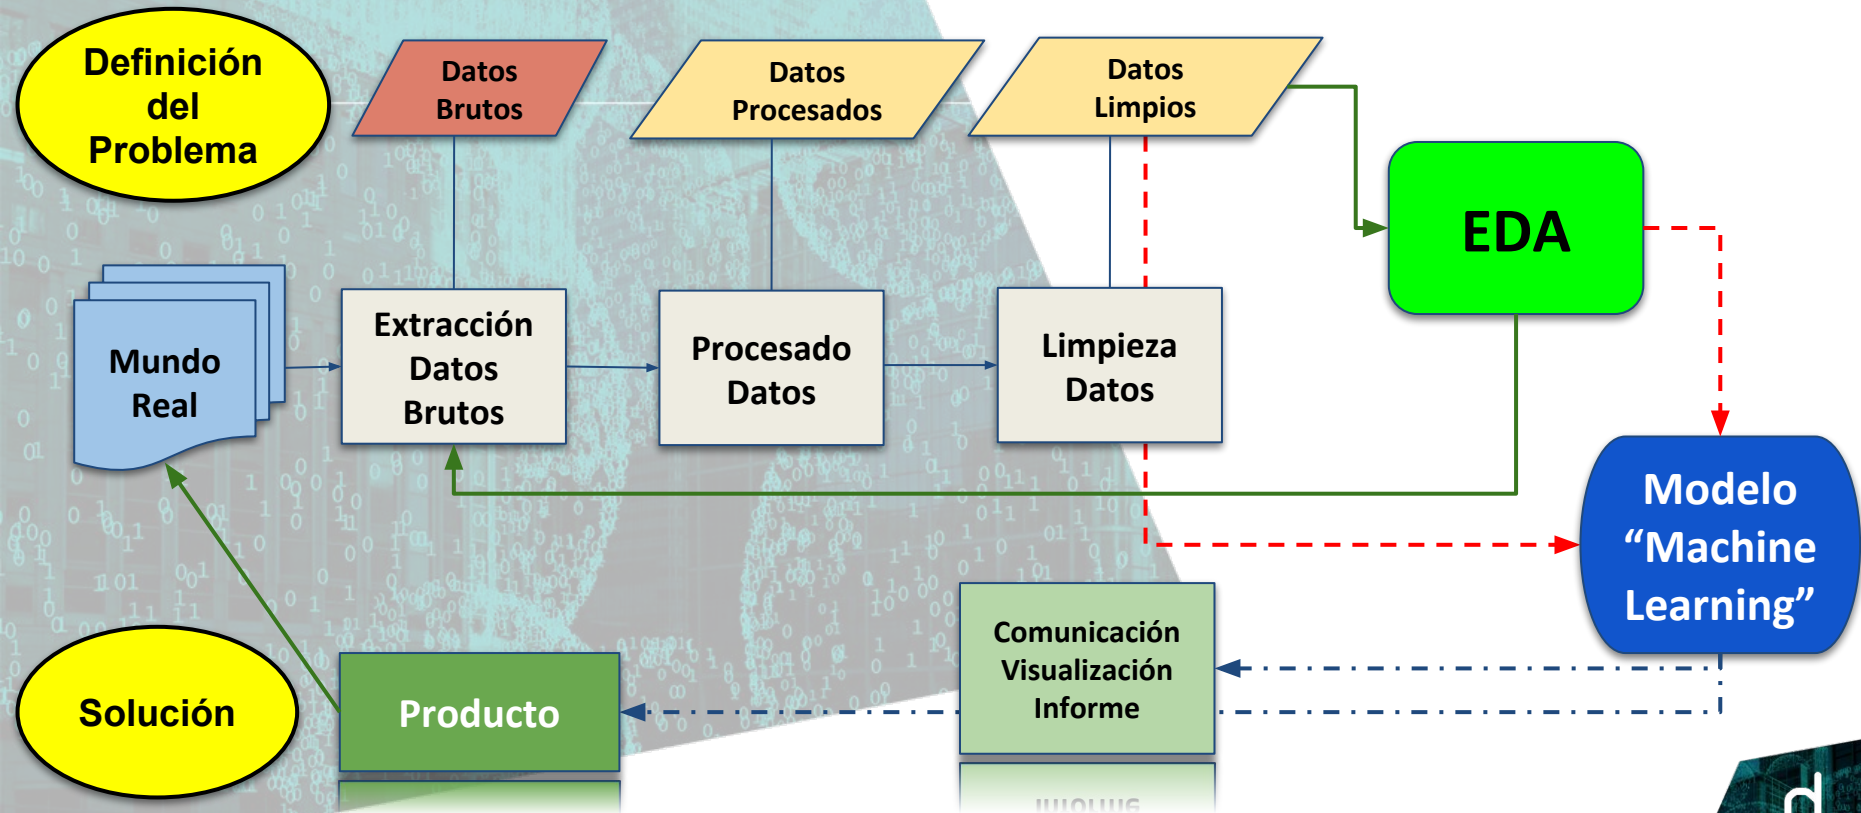 Definición
del
Problema
Datos
Brutos
Datos
Procesados
Datos
Limpios
EDA
Mundo
Real
Extracción
Datos
Brutos
Procesado
Datos
Limpieza
Datos
Modelo
“Machine
Learning”
Comunicación
Visualización
Informe
Producto
Solución